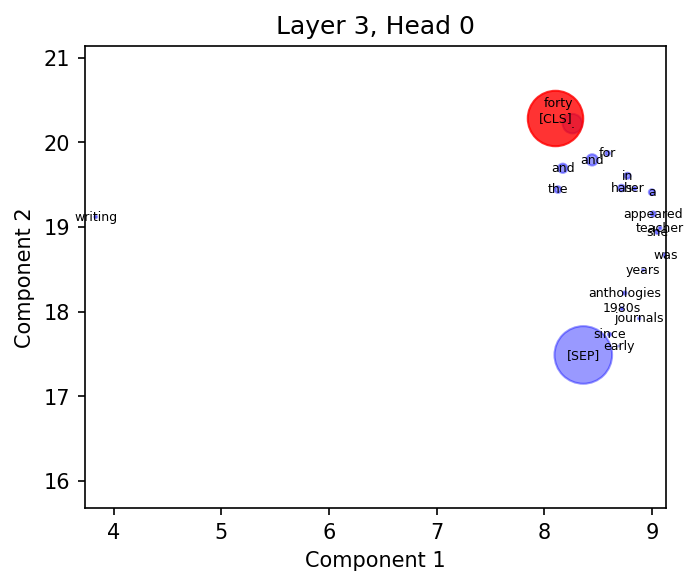 Layer 3, Head 0
21
20
19
18
17
16
Component 2
forty
[CLS]
for
and
and
the
in
her
a
writing
appeared
teacher
she
was
years
anthologies
1980s
journals
since
early
[SEP]
4
5
6
7
8
9
Component 1